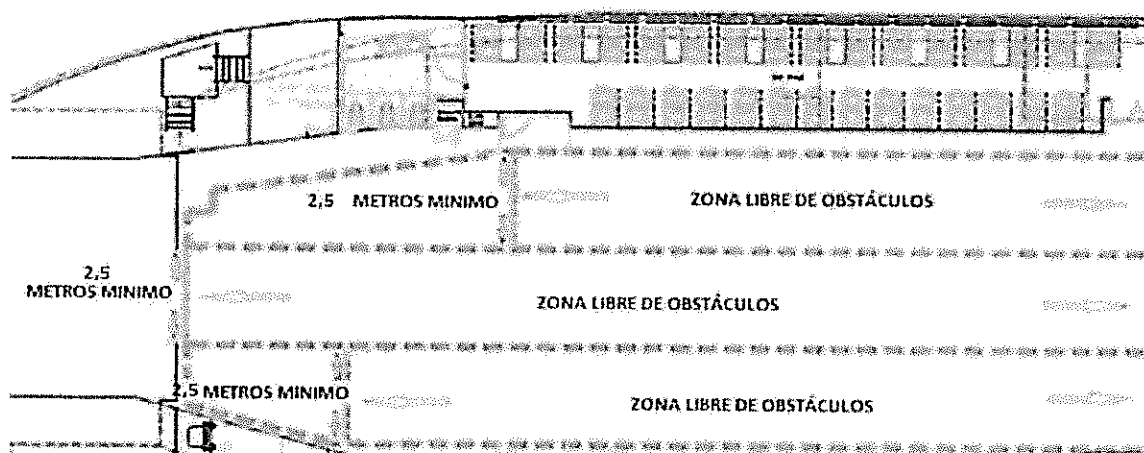 2,5 METROS MINIMO
ZONA LIBRE DE OBSTÁCULOS
2,5
METROS MINIMO
ZONA LIBRE DE OBSTÁCULOS
2,5 METROS MINIMO
ZONA LIBRE DE OBSTÁCULOS